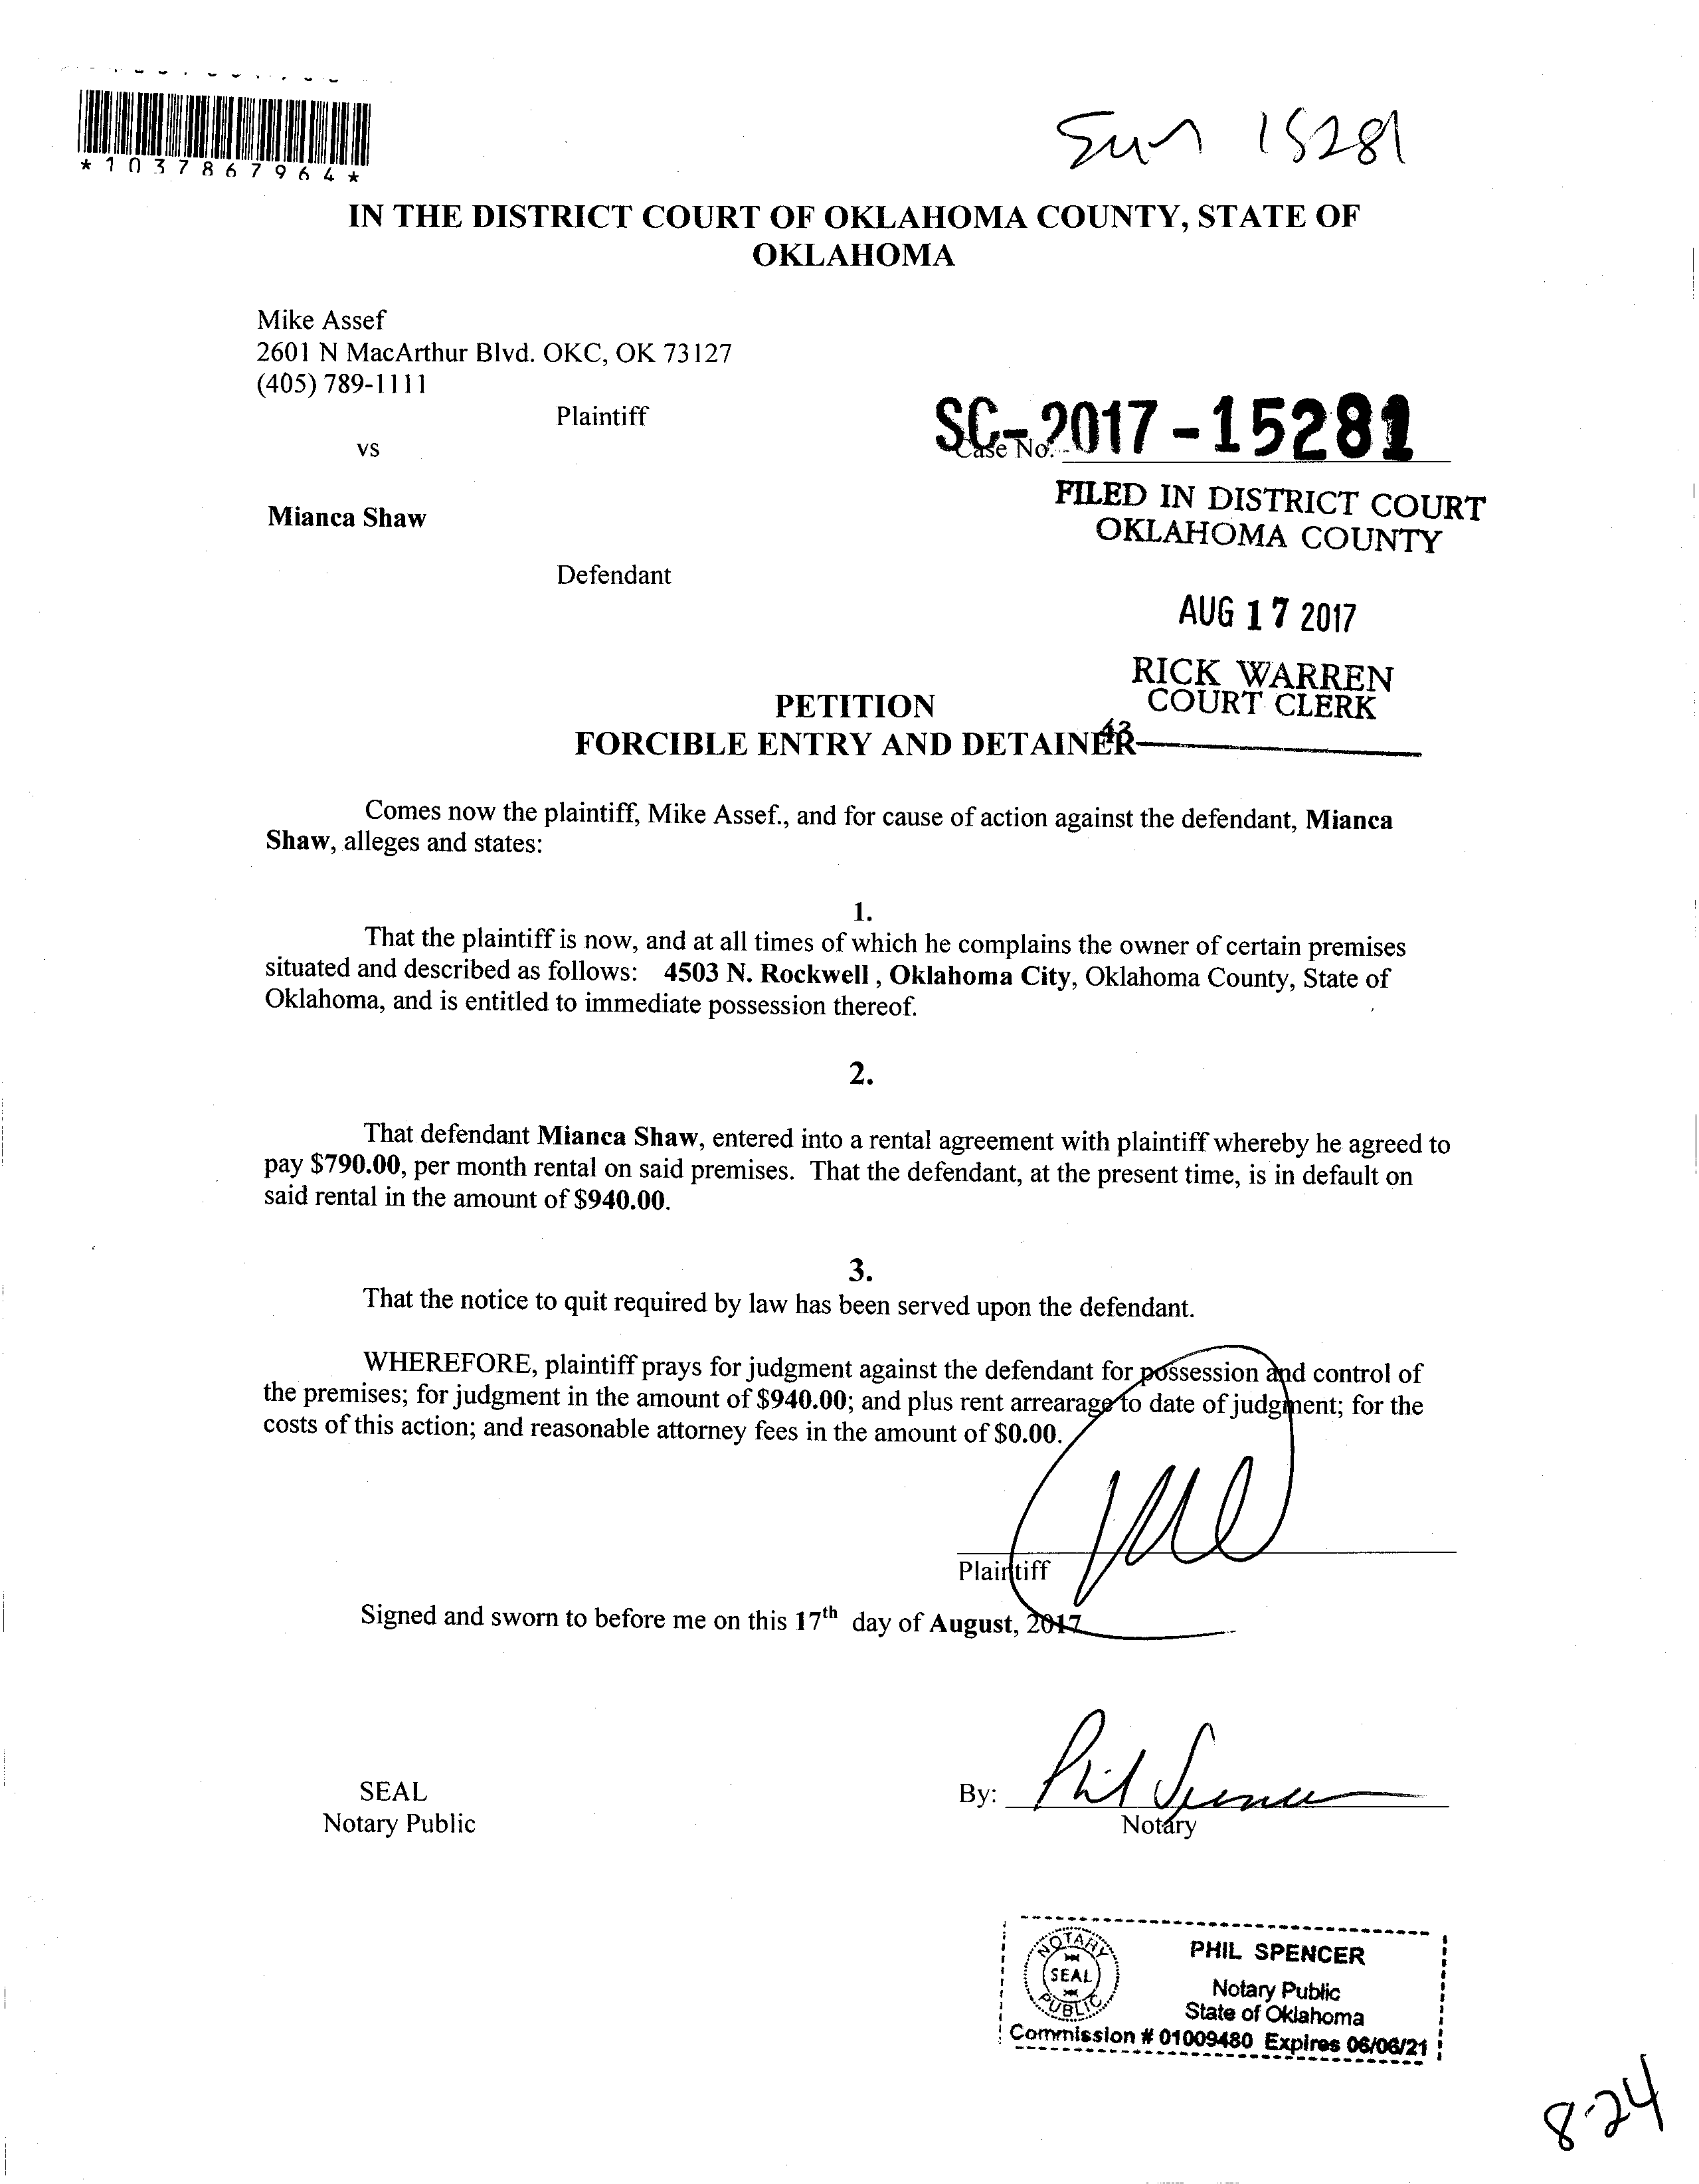 *1037867964*
Sum 15281
IN THE DISTRICT COURT OF OKLAHOMA COUNTY, STATE OF
OKLAHOMA
Mike Assef
2601 N MacArthur Blvd. OKC, OK 73127
(405) 789-1111
Plaintiff
vs
SC-2017-15281
Case No.
Mianca Shaw
FILED IN DISTRICT COURT
OKLAHOMA COUNTY
Defendant
AUG 17 2017
RICK WARREN
COURT CLERK
43
PETITION
FORCIBLE ENTRY AND DETAINER
Comes now the plaintiff, Mike Assef., and for cause of action against the defendant, Mianca
Shaw, alleges and states:
1.
That the plaintiff is now, and at all times of which he complains the owner of certain premises
situated and described as follows: 4503 N. Rockwell , Oklahoma City, Oklahoma County, State of
Oklahoma, and is entitled to immediate possession thereof.
2.
That defendant Mianca Shaw, entered into a rental agreement with plaintiff whereby he agreed to
pay $790.00, per month rental on said premises. That the defendant, at the present time, is in default on
said rental in the amount of $940.00.
3.
That the notice to quit required by law has been served upon the defendant.
WHEREFORE, plaintiff prays for judgment against the defendant for possession and control of
the premises; for judgment in the amount of $940.00; and plus rent arrearage to date of judgment; for the
costs of this action; and reasonable attorney fees in the amount of $0.00.
Plaintiff
Signed and sworn to before me on this 17th day of August, 2017
SEAL
Notary Public
By: Phil Spencer
Notary
NOTARY
SEAL
PUBLIC
PHIL SPENCER
Notary Public
State of Oklahoma
Commission # 01009480 Expires 06/06/21
8-24